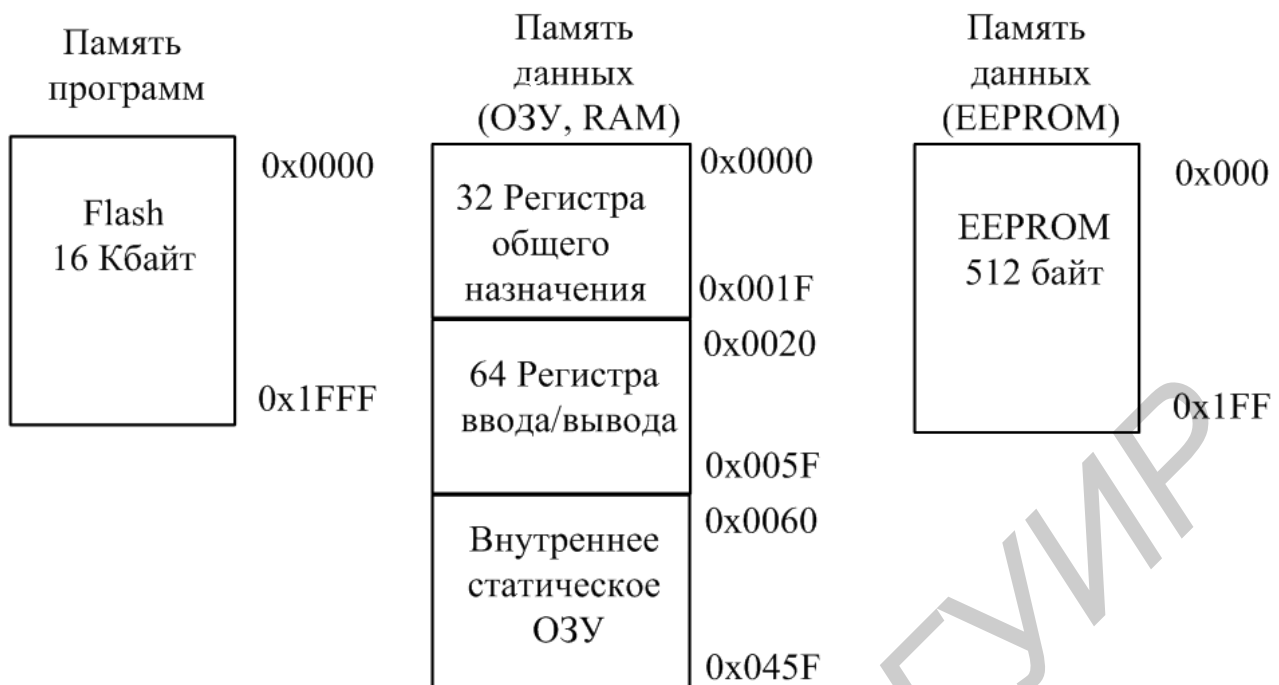 Память
программ
0x0000
Flash
16 Кбайт
0x1FFF
Память
данных
(ОЗУ, RAM)
0x0000
32 Регистра
общего
назначения
0x001F
0x0020
64 Регистра
ввода/вывода
0x005F
0x0060
Внутреннее
статическое
ОЗУ
0x045F
Память
данных
(EEPROM)
0x000
EEPROM
512 байт
0x1FF
ГУИР